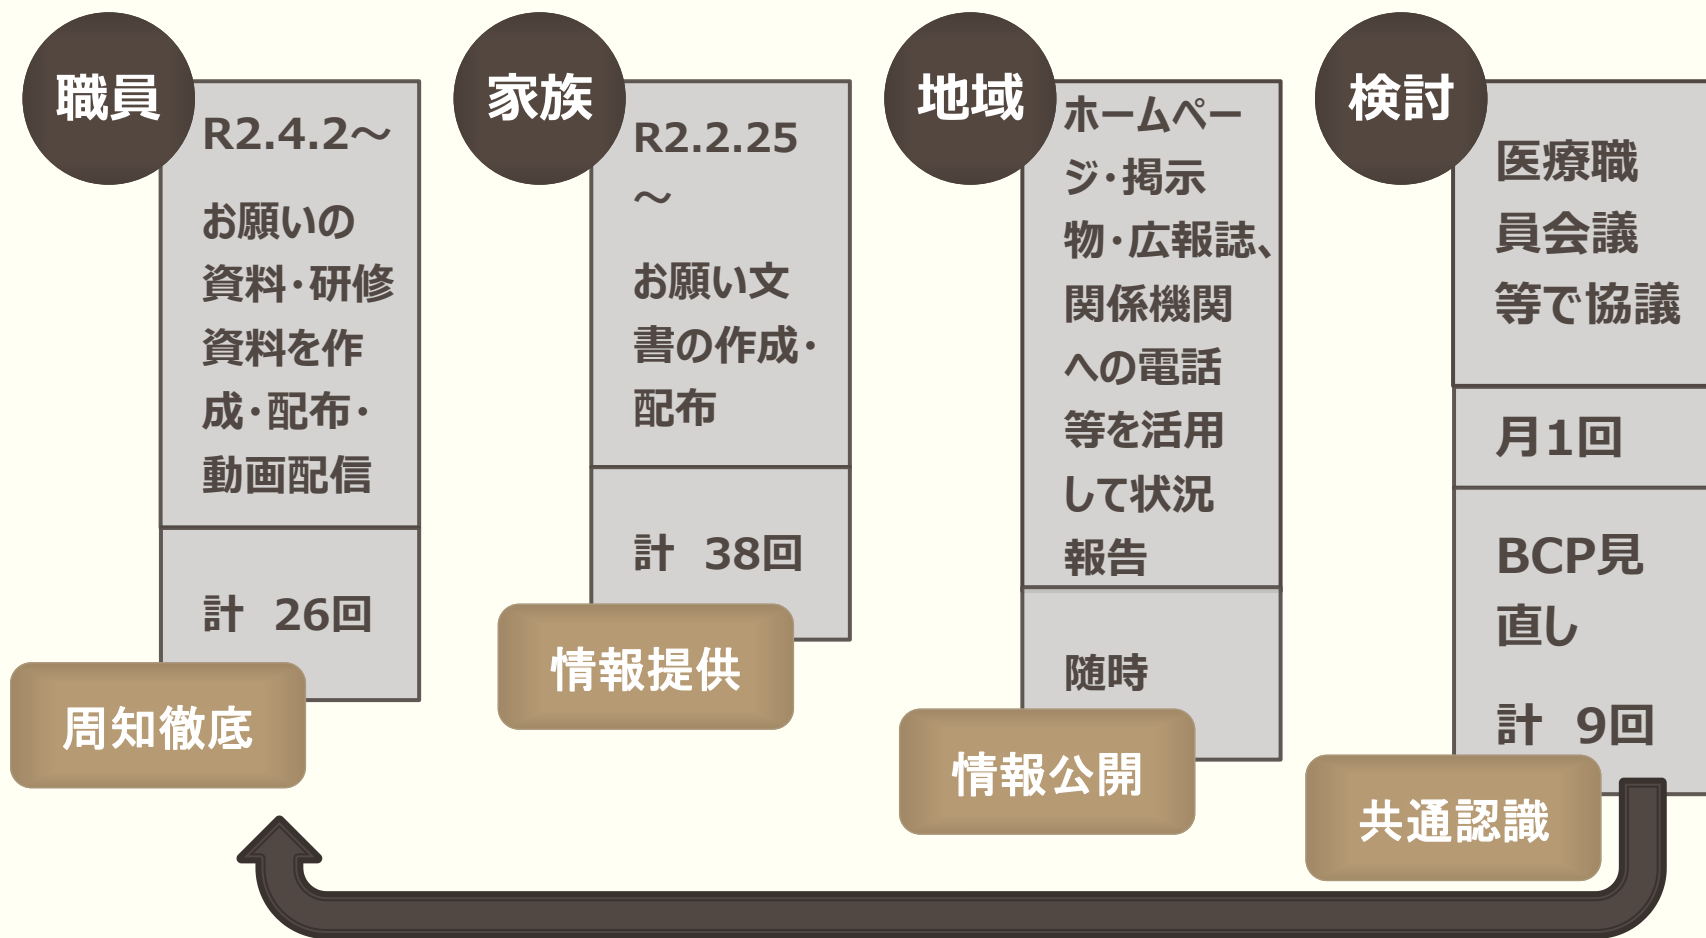 職員
R2.4.2～
お願いの
資料・研修
資料を作
成・配布・
動画配信
計　26回
周知徹底
家族
R2.2.25
～
お願い文
書の作成・
配布
計　38回
情報提供
地域
ホームペー
ジ・掲示
物・広報誌、
関係機関
への電話
等を活用
して状況
報告
随時
情報公開
検討
医療職
員会議
等で協議
月1回
BCP見
直し
計　9回
共通認識